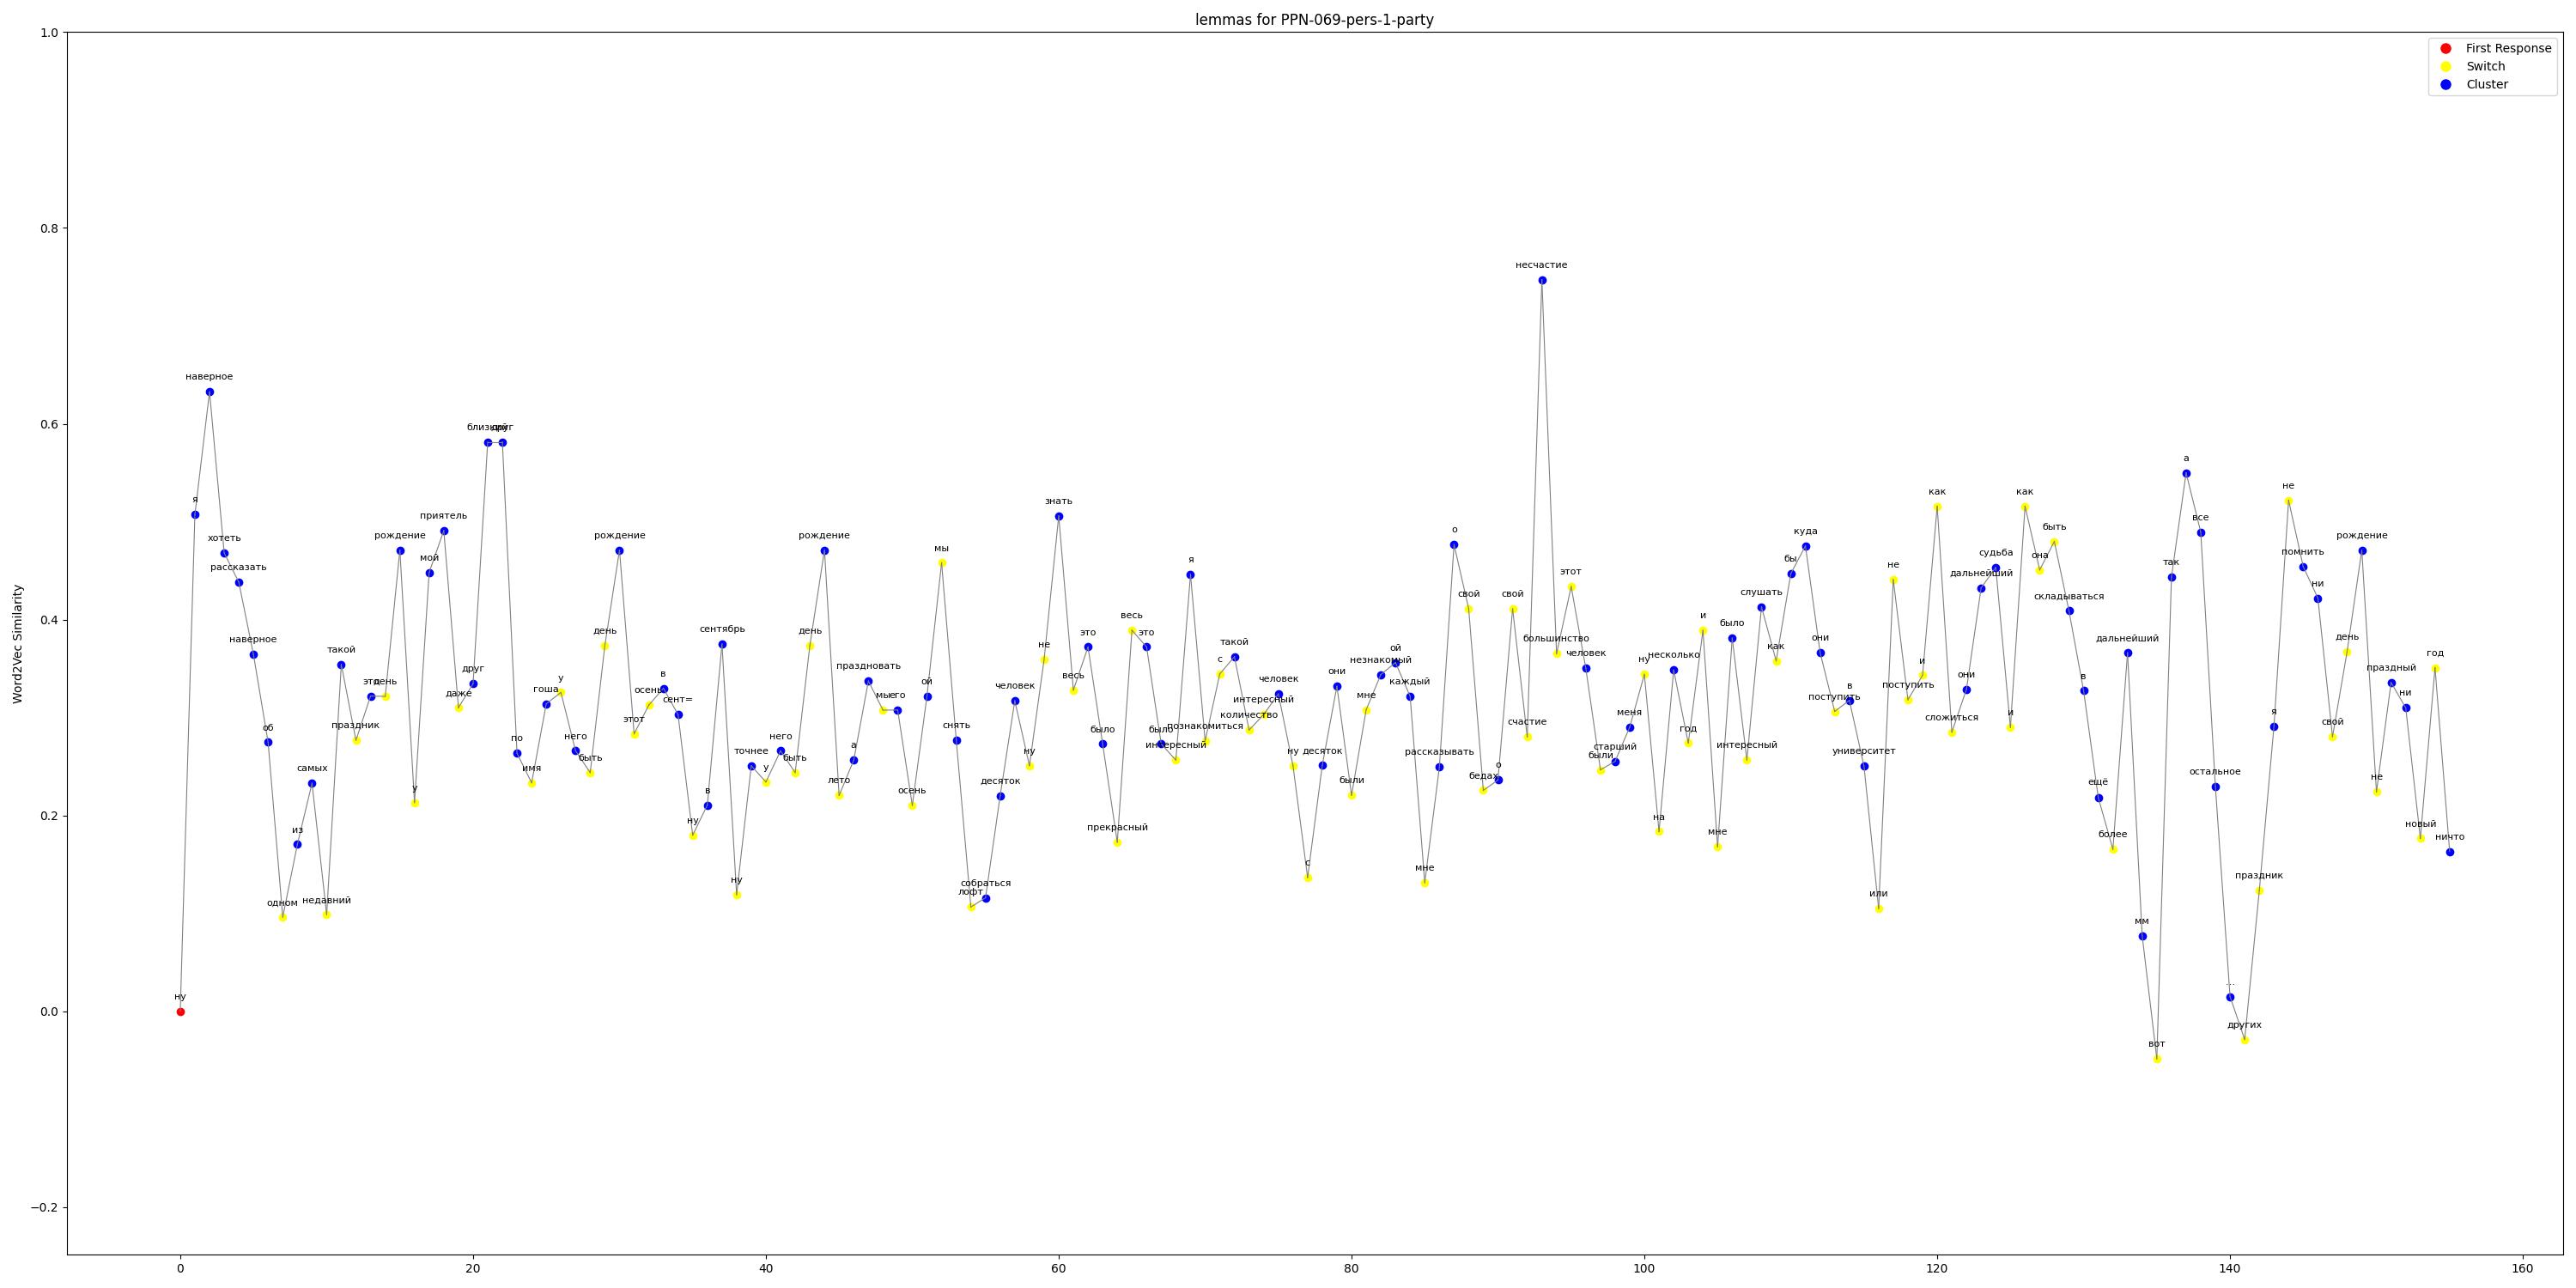 lemmas for PPN-069-pers-1-party
First Response
Switch
Cluster
Word2Vec Similarity
1.0
0.8
0.6
0.4
0.2
0.0
−0.2
0
20
40
60
80
100
120
140
160
ну
я
наверное
хотеть
рассказать
наверное
об
одном
из
самых
недавний
такой
праздник
это
день
рождение
у
мой
приятель
даже
друг
близкий
друг
по
имя
гоша
у
него
быть
день
рождение
этот
осень
в
сент=
ну
в
сентябрь
ну
точнее
у
него
быть
день
рождение
лето
а
праздновать
мы
его
осень
ой
мы
снять
лофт
собраться
десяток
человек
ну
не
знать
весь
это
было
прекрасный
весь
это
было
интересный
я
познакомиться
с
такой
количество
интересный
человек
ну
с
десяток
они
были
мне
незнакомый
ой
каждый
мне
рассказывать
о
свой
бедах
о
свой
счастие
несчастие
большинство
этот
человек
были
старший
меня
ну
на
несколько
год
и
мне
было
интересный
слушать
как
бы
куда
они
поступить
в
университет
или
не
поступить
и
как
сложиться
они
дальнейший
судьба
и
как
она
быть
складываться
в
ещё
более
дальнейший
мм
вот
так
а
все
остальное
...
других
праздник
я
не
помнить
ни
свой
день
рождение
не
праздный
ни
новый
год
ничто